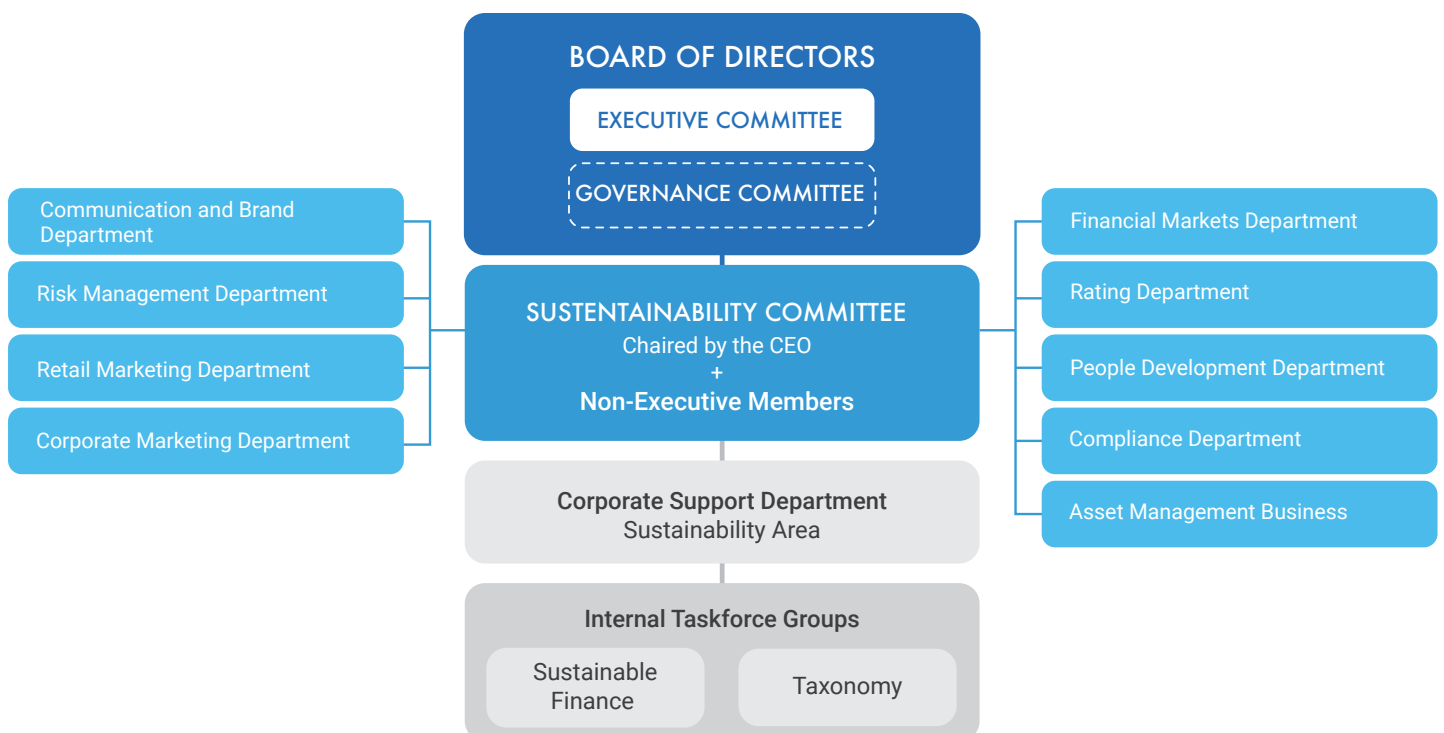 BOARD OF DIRECTORS
EXECUTIVE COMMITTEE
GOVERNANCE COMMITTEE
Communication and Brand
Department
Risk Management Department
Retail Marketing Department
Corporate Marketing Department
SUSTENTAINABILITY COMMITTEE
Chaired by the CEO
+
Non-Executive Members
Financial Markets Department
Rating Department
People Development Department
Compliance Department
Asset Management Business
Corporate Support Department
Sustainability Area
Internal Taskforce Groups
Sustainable
Finance
Taxonomy